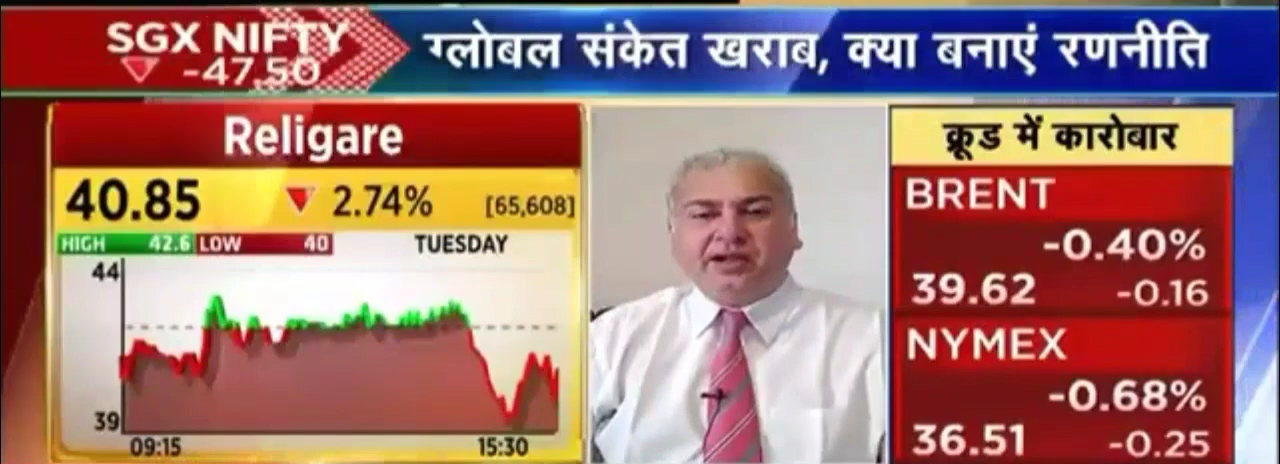 SGX NIFTY
-47.50
ग्लोबल संकेत खराब, क्या बनाएं रणनीति
Religare
40.85 2.74% [65,608]
HIGH 42.6 LOW 40 TUESDAY
44
39
09:15 15:30
क्रूड में कारोबार
BRENT
-0.40%
39.62 -0.16
NYMEX
-0.68%
36.51 -0.25